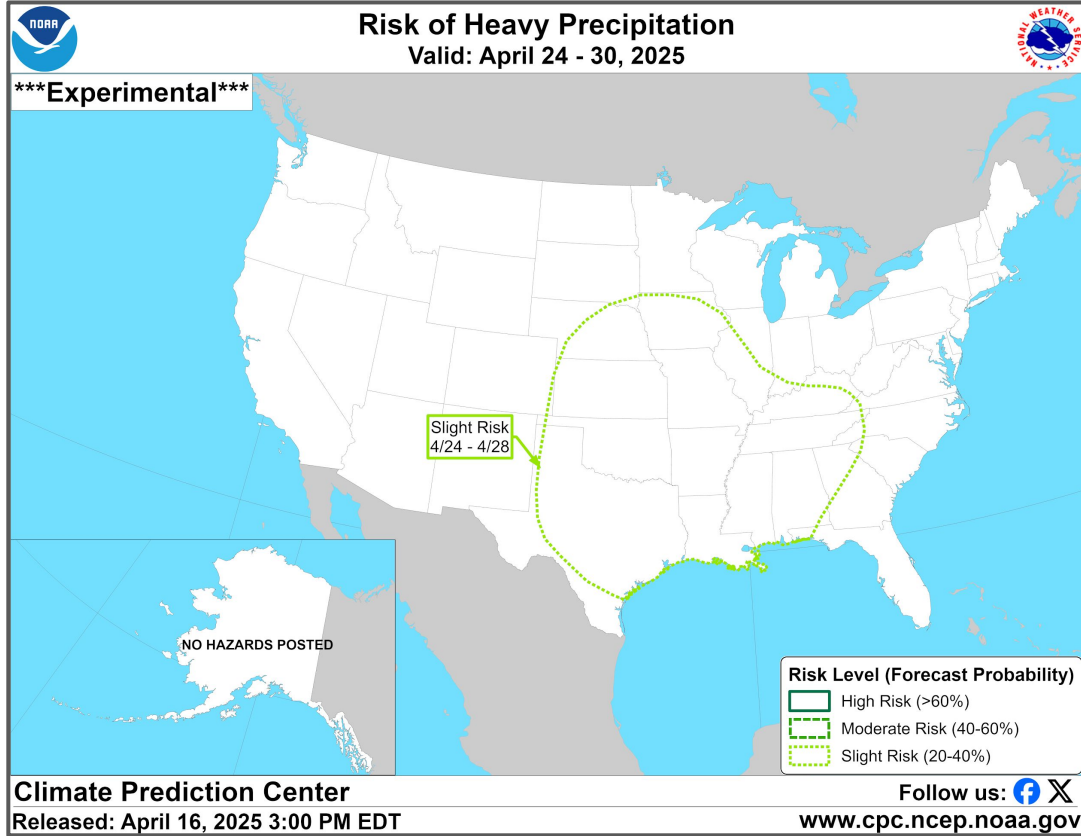 NOAA
Risk of Heavy Precipitation
Valid: April 24 - 30, 2025
NATIONAL WEATHER SERVICE
***Experimental***
Slight Risk
4/24 - 4/28
NO HAZARDS POSTED
Risk Level (Forecast Probability)
High Risk (>60%)
Moderate Risk (40-60%)
Slight Risk (20-40%)
Climate Prediction Center
Follow us:
Released: April 16, 2025 3:00 PM EDT
www.cpc.ncep.noaa.gov